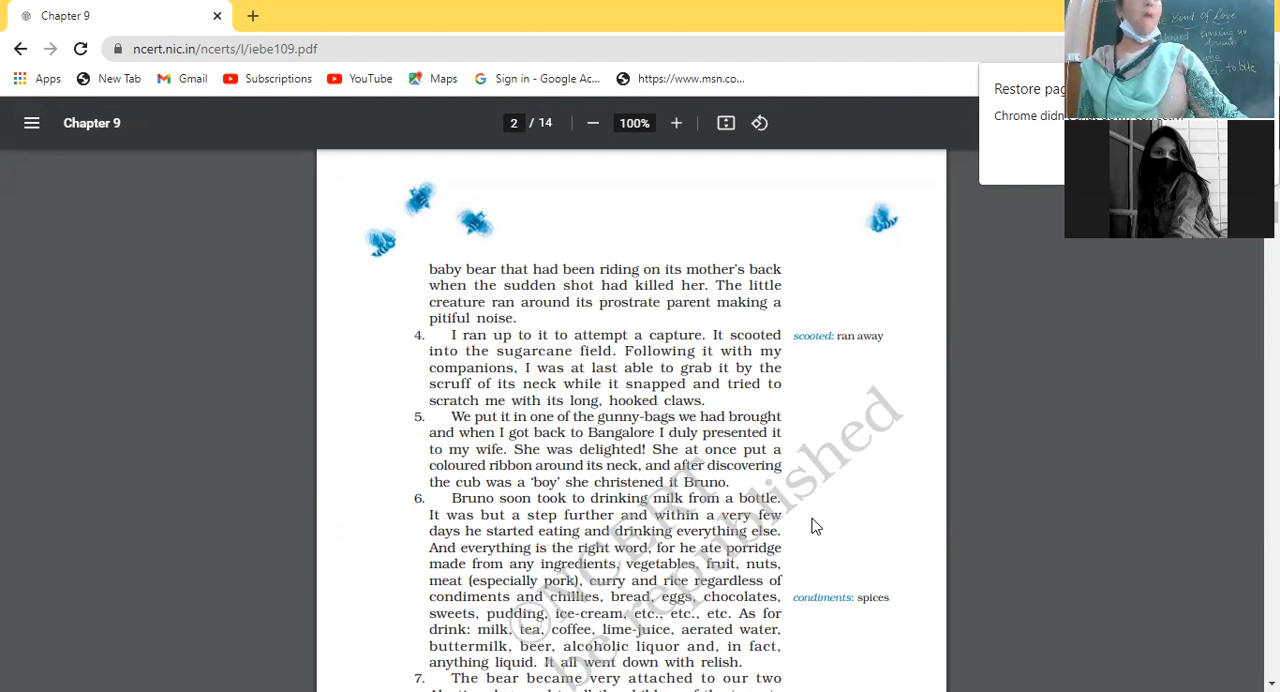 Chapter 9
ncert.nic.in/ncerts/l/iebe109.pdf
Apps New Tab Gmail Subscriptions YouTube Maps Sign in - Google Ac... https://www.msn.co...
Restore pag
Chrome didn
Bond of Love
Chapter 9 2 / 14 100%
baby bear that had been riding on its mother's back
when the sudden shot had killed her. The little
creature ran around its prostrate parent making a
pitiful noise.
4. I ran up to it to attempt a capture. It scooted
scooted: ran away
into the sugarcane field. Following it with my
companions, I was at last able to grab it by the
scruff of its neck while it snapped and tried to
scratch me with its long, hooked claws.
5. We put it in one of the gunny-bags we had brought
and when I got back to Bangalore I duly presented it
to my wife. She was delighted! She at once put a
coloured ribbon around its neck, and after discovering
the cub was a 'boy' she christened it Bruno.
6. Bruno soon took to drinking milk from a bottle.
It was but a step further and within a very few
days he started eating and drinking everything else.
And everything is the right word, for he ate porridge
made from any ingredients, vegetables, fruit, nuts,
meat (especially pork), curry and rice regardless of
condiments and chillies, bread, eggs, chocolates,
condiments: spices
sweets, pudding, ice-cream, etc., etc., etc. As for
drink: milk, tea, coffee, lime-juice, aerated water,
buttermilk, beer, alcoholic liquor and, in fact,
anything liquid. It all went down with relish.
7. The bear became very attached to our two
©NCERT
be republished